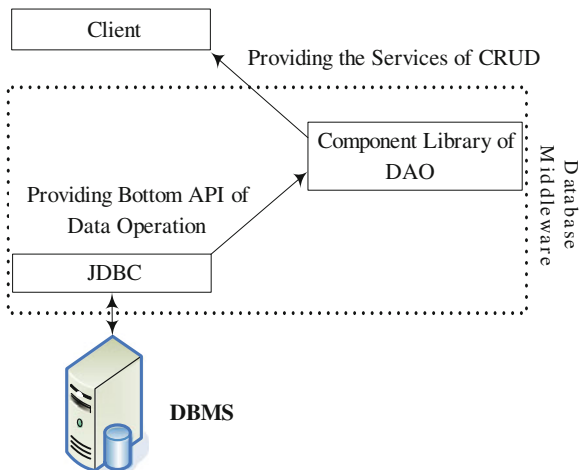 Client
Providing the Services of CRUD
Component Library of
DAO
Database
Middleware
Providing Bottom API of
Data Operation
JDBC
DBMS